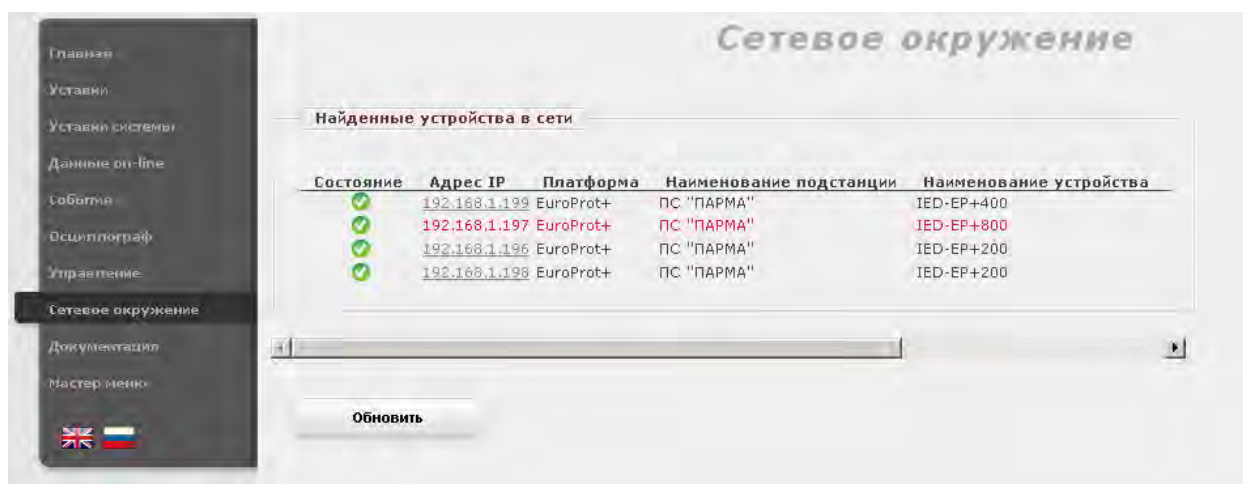 Сетевое окружение
Главная
Уставки
Уставки системы
Данные on-line
События
Осциллограф
Управление
Сетевое окружение
Документация
Мастер меню
Найденные устройства в сети
Состояние Адрес IP Платформа Наименование подстанции Наименование устройства
192.168.1.199 EuroProt+ ПС "ПАРМА" IED-EP+400
192.168.1.197 EuroProt+ ПС "ПАРМА" IED-EP+800
192.168.1.196 EuroProt+ ПС "ПАРМА" IED-EP+200
192.168.1.198 EuroProt+ ПС "ПАРМА" IED-EP+200
Обновить